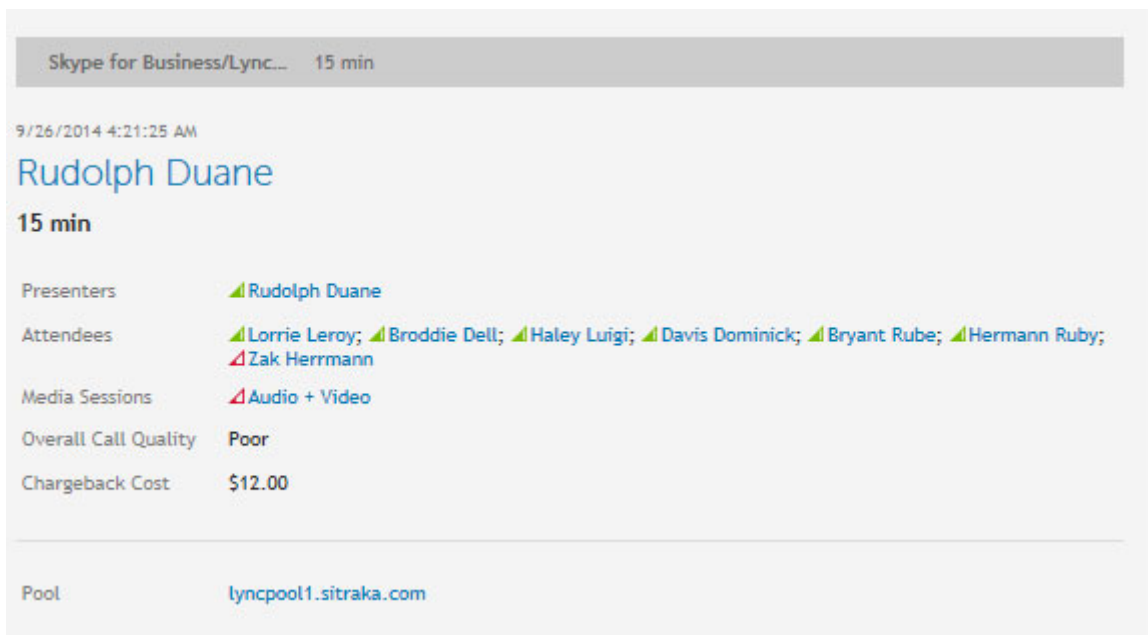 Skype for Business/Lync... 15 min
9/26/2014 4:21:25 AM
Rudolph Duane
15 min
Presenters Rudolph Duane
Attendees Lorrie Leroy; Broddie Dell; Haley Luigi; Davis Dominick; Bryant Rube; Hermann Ruby;
Zak Herrmann
Media Sessions Audio + Video
Overall Call Quality Poor
Chargeback Cost $12.00
Pool lyncpool1.sitraka.com